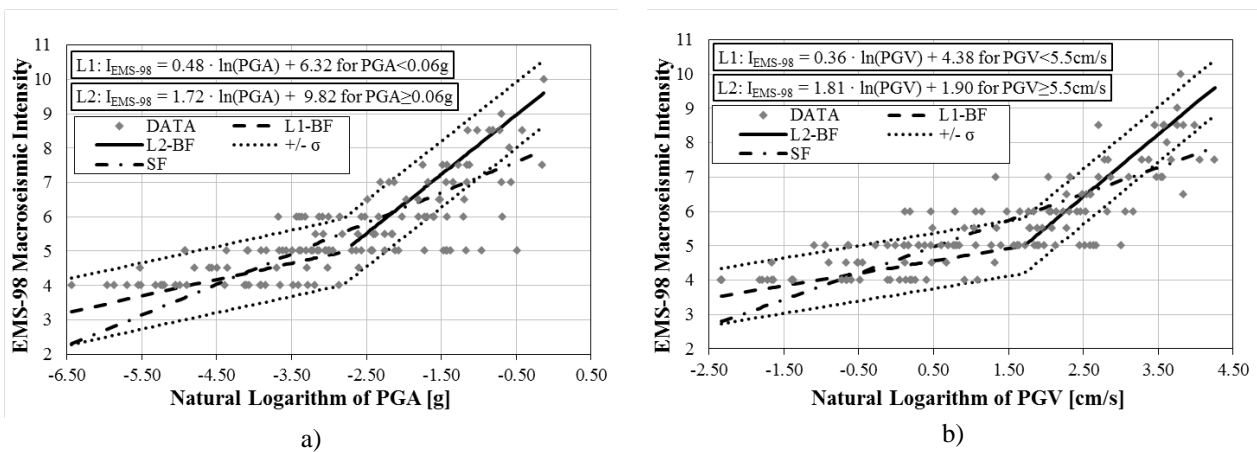 11
10
9
8
7
6
5
4
3
2
EMS-98 Macroseismic Intensity
L1: I_EMS-98 = 0.48 · ln(PGA) + 6.32 for PGA<0.06g
L2: I_EMS-98 = 1.72 · ln(PGA) + 9.82 for PGA≥0.06g
DATA L1-BF
L2-BF +/- σ
SF
-6.50 -5.50 -4.50 -3.50 -2.50 -1.50 -0.50 0.50
Natural Logarithm of PGA [g]
a)
11
10
9
8
7
6
5
4
3
2
EMS-98 Macroseismic Intensity
L1: I_EMS-98 = 0.36 · ln(PGV) + 4.38 for PGV<5.5cm/s
L2: I_EMS-98 = 1.81 · ln(PGV) + 1.90 for PGV≥5.5cm/s
DATA L1-BF
L2-BF +/- σ
SF
-2.50 -1.50 -0.50 0.50 1.50 2.50 3.50 4.50
Natural Logarithm of PGV [cm/s]
b)